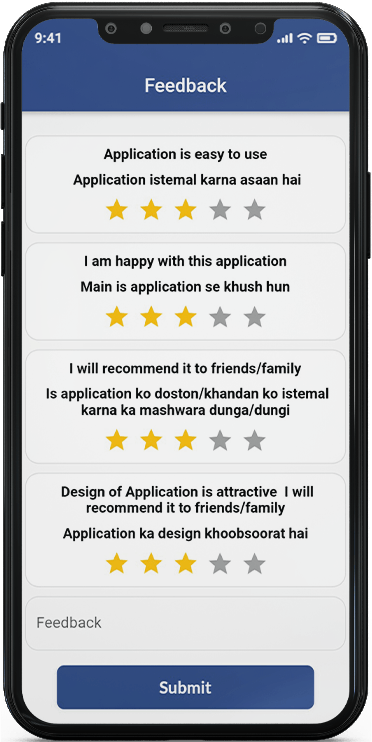 9:41
Feedback
Application is easy to use
Application istemal karna asaan hai
I am happy with this application
Main is application se khush hun
I will recommend it to friends/family
Is application ko doston/khandan ko istemal
karna ka mashwara dunga/dungi
Design of Application is attractive  I will
recommend it to friends/family
Application ka design khoobsoorat hai
Feedback
Submit